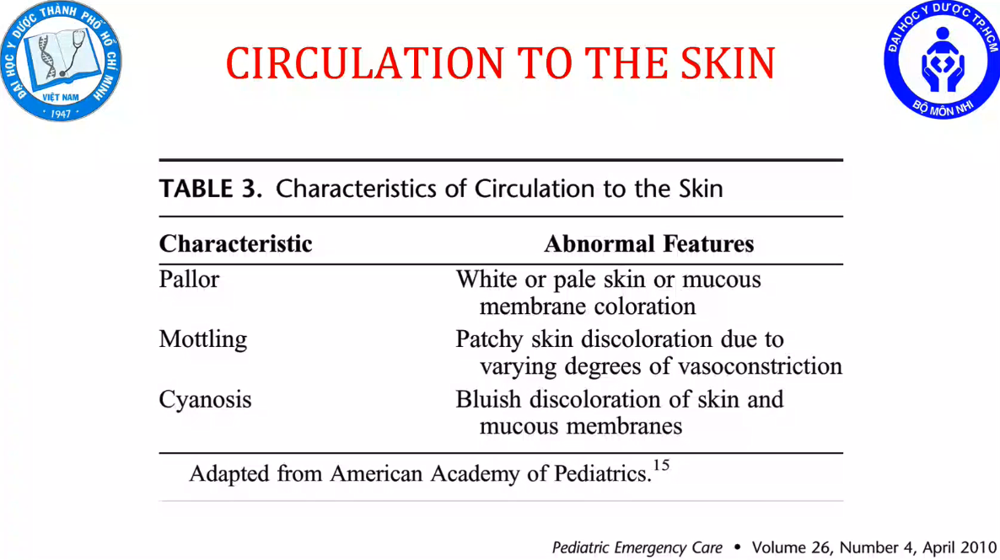 ĐẠI HỌC Y DƯỢC THÀNH PHỐ HỒ CHÍ MINH
VIỆT NAM
· 1947 ·
CIRCULATION TO THE SKIN
ĐẠI HỌC Y DƯỢC TP.HCM
BỘ MÔN NHI
TABLE 3. Characteristics of Circulation to the Skin
Characteristic Abnormal Features
Pallor White or pale skin or mucous
membrane coloration
Mottling Patchy skin discoloration due to
varying degrees of vasoconstriction
Cyanosis Bluish discoloration of skin and
mucous membranes
Adapted from American Academy of Pediatrics.15
Pediatric Emergency Care • Volume 26, Number 4, April 2010